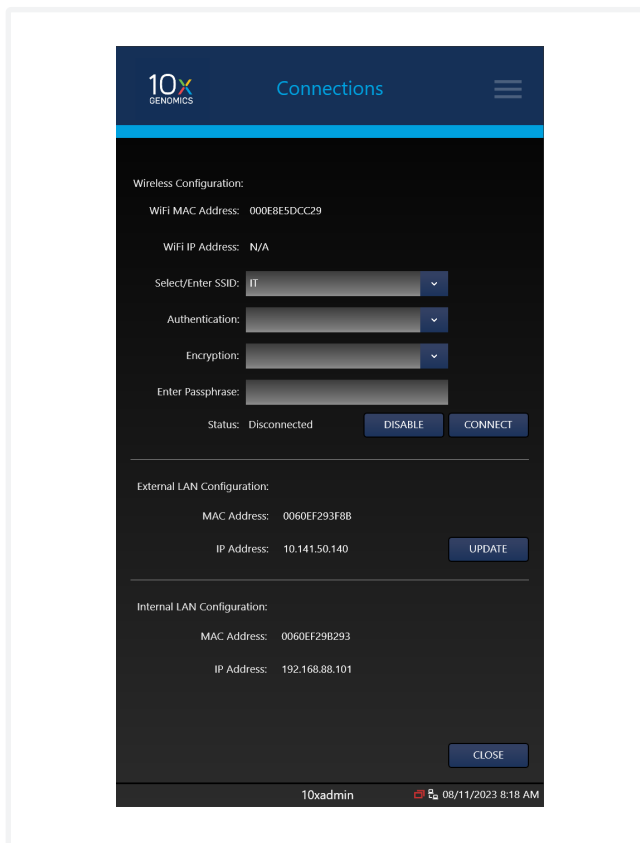 10x
GENOMICS
Connections
Wireless Configuration:
WiFi MAC Address: 000E8E5DCC29
WiFi IP Address: N/A
Select/Enter SSID: IT
Authentication:
Encryption:
Enter Passphrase:
Status: Disconnected DISABLE CONNECT
External LAN Configuration:
MAC Address: 0060EF293F8B
IP Address: 10.141.50.140 UPDATE
Internal LAN Configuration:
MAC Address: 0060EF29B293
IP Address: 192.168.88.101
CLOSE
10xadmin 08/11/2023 8:18 AM